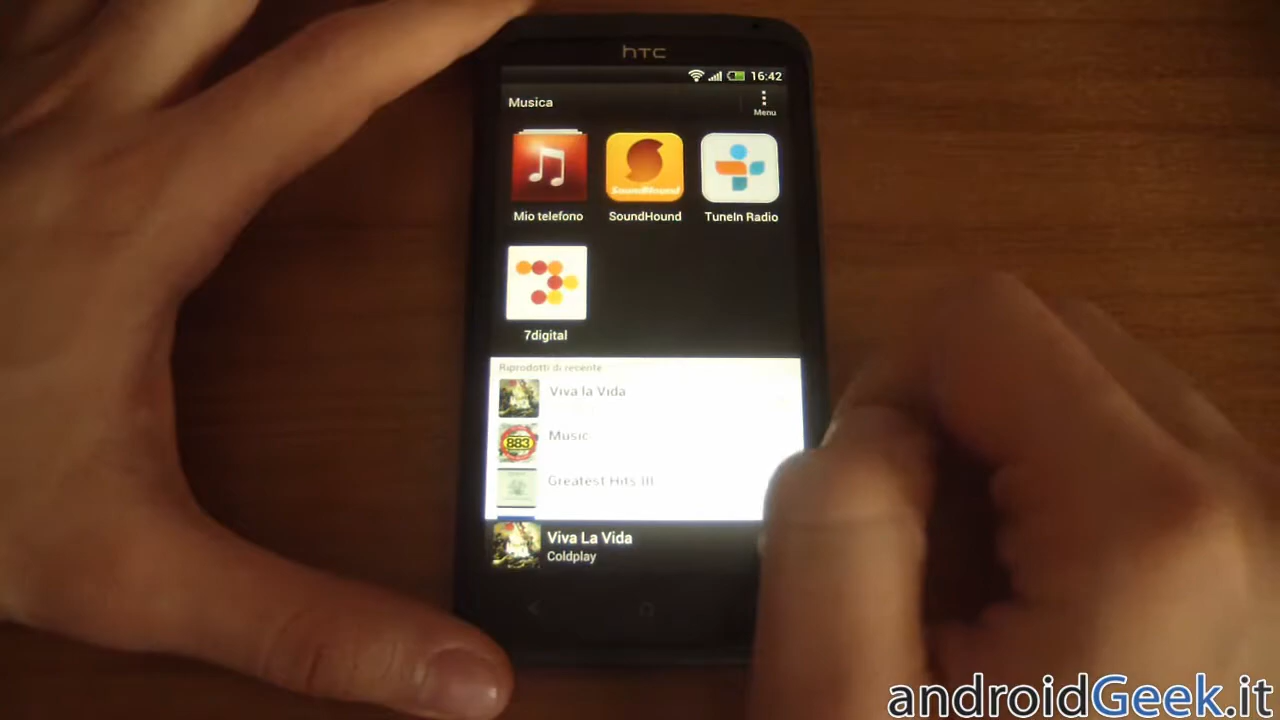 hTC
16:42
Musica
Menu
SoundHound
Mio telefono
SoundHound
TuneIn Radio
7digital
Riprodotti di recente
Viva la Vida
883
Music
Greatest Hits III
Viva La Vida
Coldplay
androidGeek.it